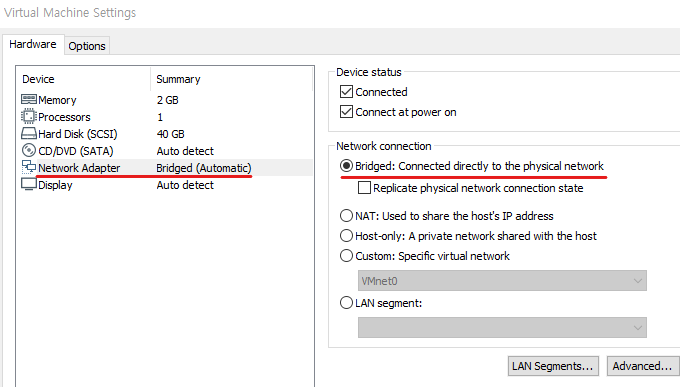 Virtual Machine Settings
Hardware Options
Device Summary
Memory 2 GB
Processors 1
Hard Disk (SCSI) 40 GB
CD/DVD (SATA) Auto detect
Network Adapter Bridged (Automatic)
Display Auto detect
Device status
Connected
Connect at power on
Network connection
Bridged: Connected directly to the physical network
Replicate physical network connection state
NAT: Used to share the host's IP address
Host-only: A private network shared with the host
Custom: Specific virtual network
VMnet0
LAN segment:
LAN Segments... Advanced...